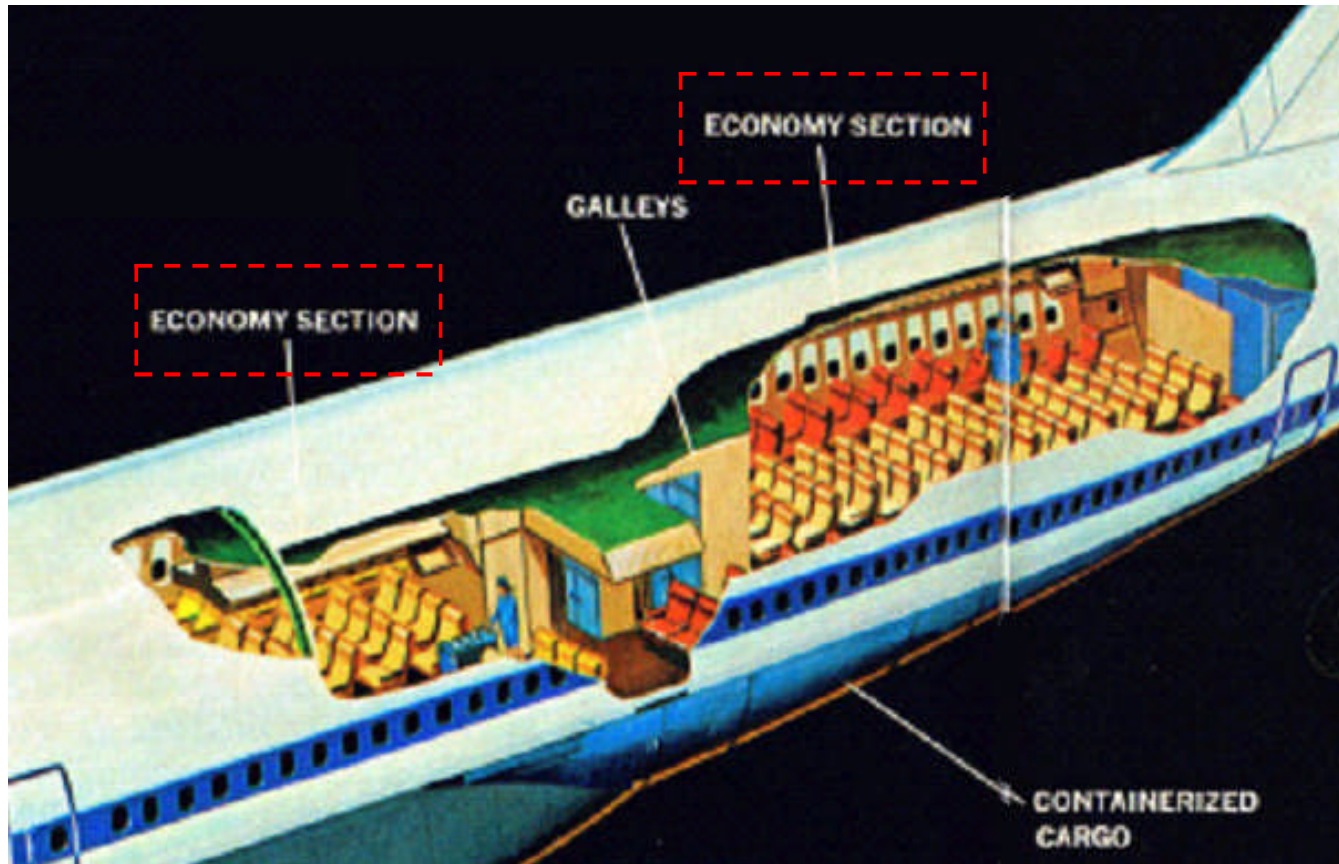 ECONOMY SECTION
GALLEYS
ECONOMY SECTION
CONTAINERIZED
CARGO